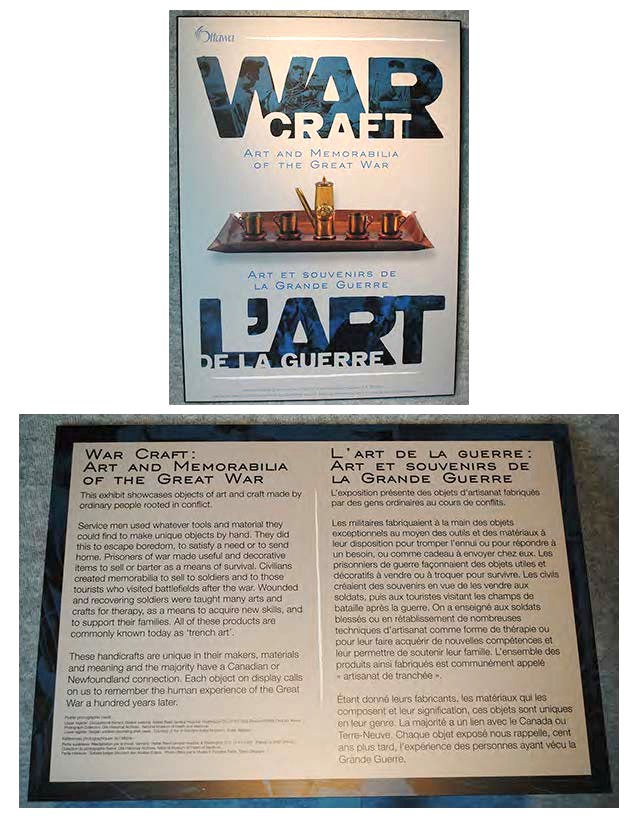 Ottawa
WAR
CRAFT
ART AND MEMORABILIA
OF THE GREAT WAR
ART ET SOUVENIRS DE
LA GRANDE GUERRE
L'ART
DE LA GUERRE
WAR CRAFT:
ART AND MEMORABILIA
OF THE GREAT WAR
This exhibit showcases objects of art and craft made by
ordinary people rooted in conflict.
Service men used whatever tools and material they
could find to make unique objects by hand. They did
this to escape boredom, to satisfy a need or to send
home. Prisoners of war made useful and decorative
items to sell or barter as a means of survival. Civilians
created memorabilia to sell to soldiers and to those
tourists who visited battlefields after the war. Wounded
and recovering soldiers were taught many arts and
crafts for therapy, as a means to acquire new skills, and
to support their families. All of these products are
commonly known today as 'trench art'.
These handicrafts are unique in their makers, materials
and meaning and the majority have a Canadian or
Newfoundland connection. Each object on display calls
on us to remember the human experience of the Great
War a hundred years later.
L'ART DE LA GUERRE:
ART ET SOUVENIRS DE
LA GRANDE GUERRE
L'exposition présente des objets d'artisanat fabriqués
par des gens ordinaires au cours de conflits.
Les militaires fabriquaient à la main des objets
exceptionnels au moyen des outils et des matériaux à
leur disposition pour tromper l'ennui ou pour répondre à
un besoin, ou comme cadeau à envoyer chez eux. Les
prisonniers de guerre façonnaient des objets utiles et
décoratifs à vendre ou à troquer pour survivre. Les civils
créaient des souvenirs en vue de les vendre aux
soldats, puis aux touristes visitant les champs de
bataille après la guerre. On a enseigné aux soldats
blessés ou en rétablissement de nombreuses
techniques d'artisanat comme forme de thérapie ou
pour leur faire acquérir de nouvelles compétences et
leur permettre de soutenir leur famille. L'ensemble des
produits ainsi fabriqués est communément appelé
« artisanat de tranchée ».
Étant donné leurs fabricants, les matériaux qui les
composent et leur signification, ces objets sont uniques
en leur genre. La majorité a un lien avec le Canada ou
Terre-Neuve. Chaque objet exposé nous rappelle, cent
ans plus tard, l'expérience des personnes ayant vécu la
Grande Guerre.